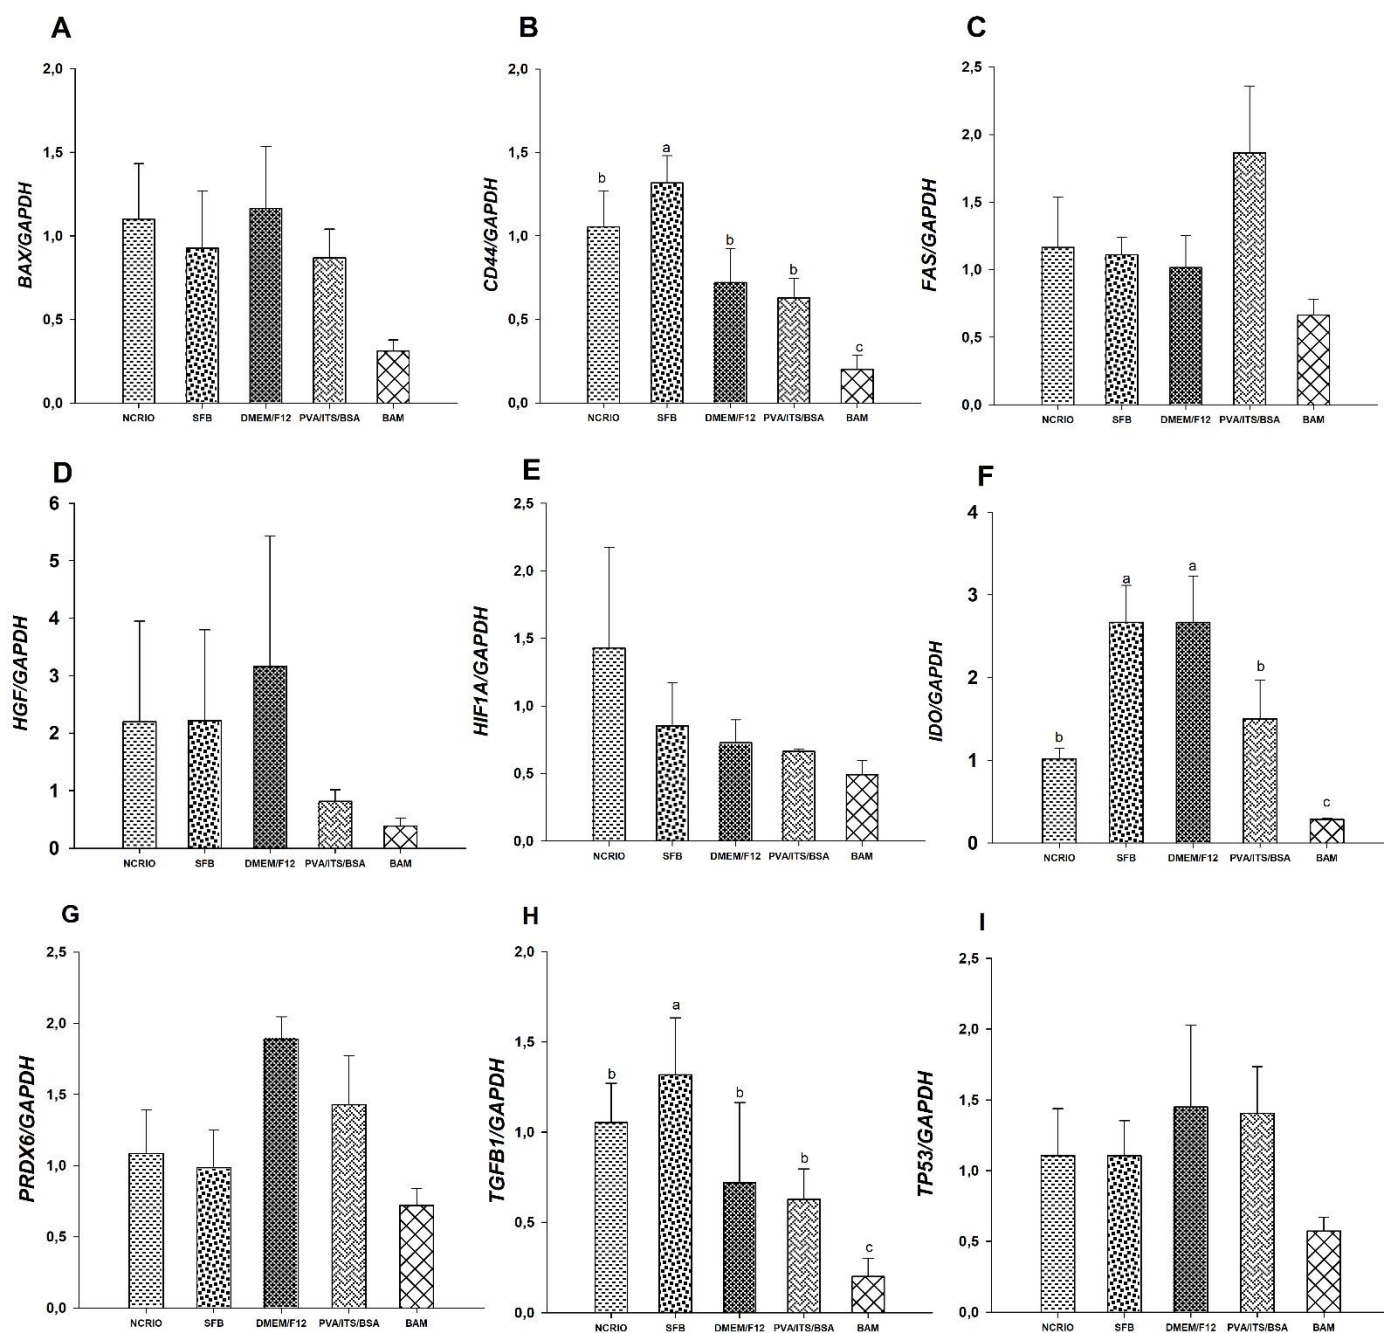 A
2,0
1,5
1,0
0,5
0,0
BAX/GAPDH
NCRIO SFB DMEM/F12 PVA/ITS/BSA BAM
B
2,0
1,5
1,0
0,5
0,0
CD44/GAPDH
b a b b c
NCRIO SFB DMEM/F12 PVA/ITS/BSA BAM
C
2,5
2,0
1,5
1,0
0,5
0,0
FAS/GAPDH
NCRIO SFB DMEM/F12 PVA/ITS/BSA BAM
D
6
5
4
3
2
1
0
HGF/GAPDH
NCRIO SFB DMEM/F12 PVA/ITS/BSA BAM
E
2,5
2,0
1,5
1,0
0,5
0,0
HIF1A/GAPDH
NCRIO SFB DMEM/F12 PVA/ITS/BSA BAM
F
4
3
2
1
0
IDO/GAPDH
b a a b c
NCRIO SFB DMEM/F12 PVA/ITS/BSA BAM
G
2,5
2,0
1,5
1,0
0,5
0,0
PRDX6/GAPDH
NCRIO SFB DMEM/F12 PVA/ITS/BSA BAM
H
2,0
1,5
1,0
0,5
0,0
TGFB1/GAPDH
b a b b c
NCRIO SFB DMEM/F12 PVA/ITS/BSA BAM
I
2,5
2,0
1,5
1,0
0,5
0,0
TP53/GAPDH
NCRIO SFB DMEM/F12 PVA/ITS/BSA BAM